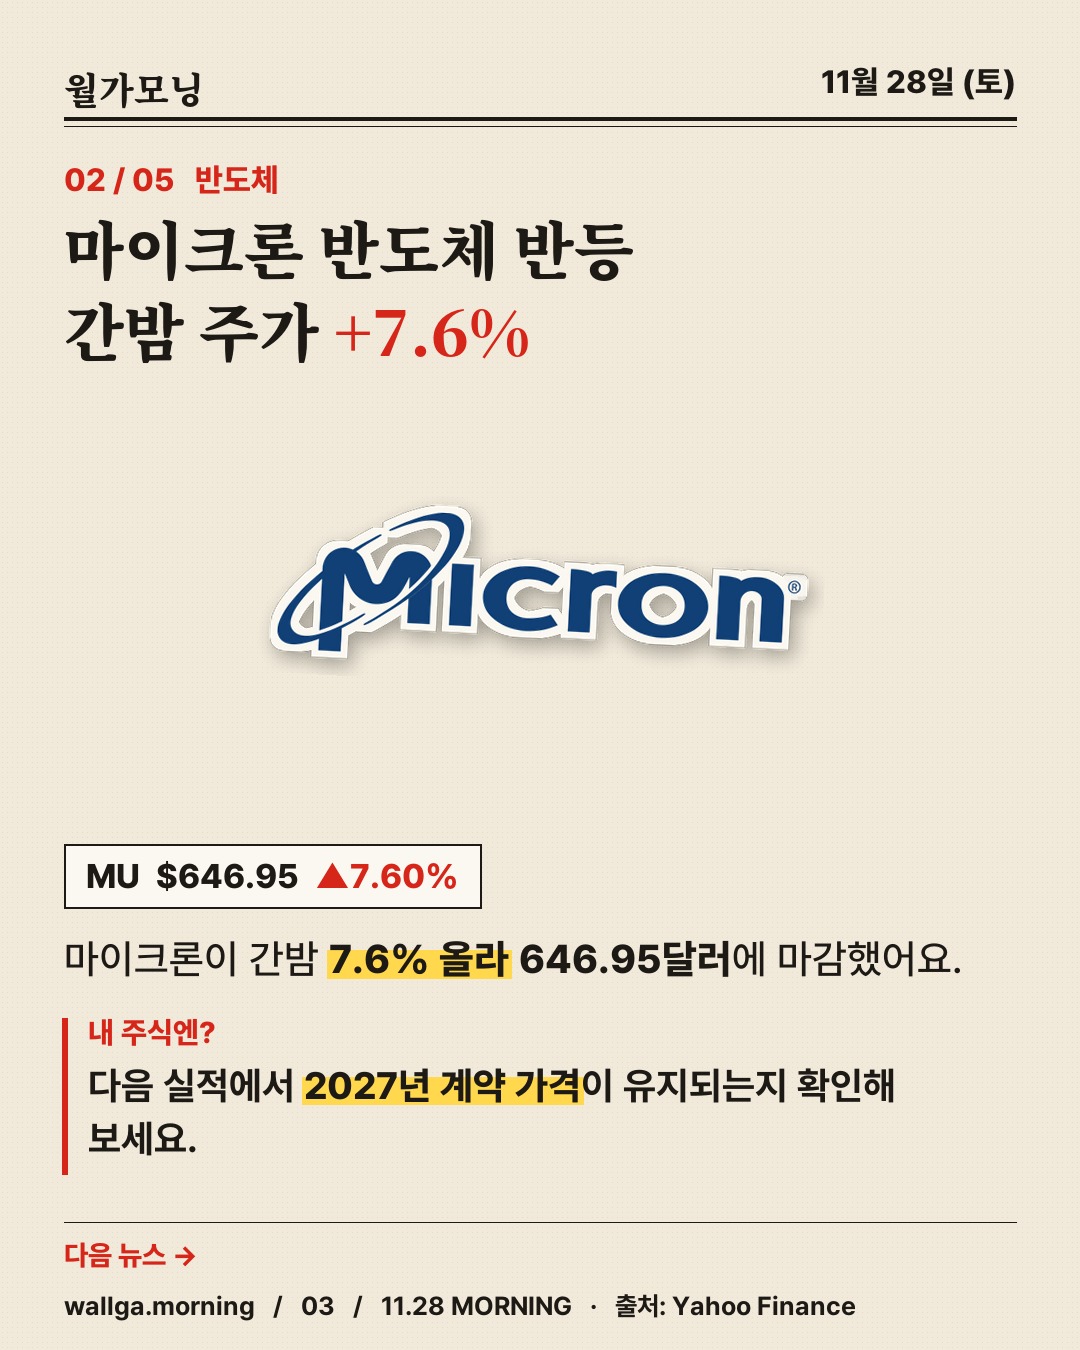 월가모닝
11월 28일 (토)
02 / 05 반도체
마이크론 반도체 반등
간밤 주가 +7.6%
Micron®
MU $646.95 ▲7.60%
마이크론이 간밤 7.6% 올라 646.95달러에 마감했어요.
내 주식엔?
다음 실적에서 2027년 계약 가격이 유지되는지 확인해
보세요.
다음 뉴스 →
wallga.morning / 03 / 11.28 MORNING · 출처: Yahoo Finance